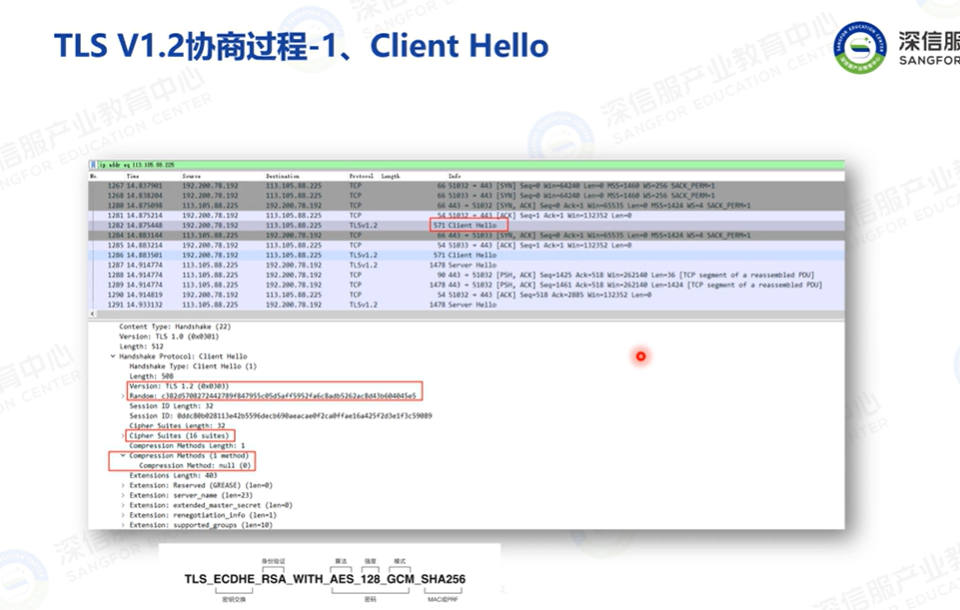 TLS V1.2协商过程-1、Client Hello
深信服
SANGFOR
ip.addr eq 113.105.88.225
No. Time Source Destination Protocol Length Info
1267 14.837901 192.200.78.192 113.105.88.225 TCP 66 51032 → 443 [SYN] Seq=0 Win=64240 Len=0 MSS=1460 WS=256 SACK_PERM=1
1268 14.838204 192.200.78.192 113.105.88.225 TCP 66 51033 → 443 [SYN] Seq=0 Win=64240 Len=0 MSS=1460 WS=256 SACK_PERM=1
1280 14.875098 113.105.88.225 192.200.78.192 TCP 66 443 → 51032 [SYN, ACK] Seq=0 Ack=1 Win=65535 Len=0 MSS=1424 WS=4 SACK_PERM=1
1281 14.875214 192.200.78.192 113.105.88.225 TCP 54 51032 → 443 [ACK] Seq=1 Ack=1 Win=132352 Len=0
1282 14.875448 192.200.78.192 113.105.88.225 TLSv1.2 571 Client Hello
1284 14.883144 113.105.88.225 192.200.78.192 TCP 66 443 → 51033 [SYN, ACK] Seq=0 Ack=1 Win=65535 Len=0 MSS=1424 WS=4 SACK_PERM=1
1285 14.883214 192.200.78.192 113.105.88.225 TCP 54 51033 → 443 [ACK] Seq=1 Ack=1 Win=132352 Len=0
1286 14.883501 192.200.78.192 113.105.88.225 TLSv1.2 571 Client Hello
1287 14.914774 113.105.88.225 192.200.78.192 TLSv1.2 1478 Server Hello
1288 14.914774 113.105.88.225 192.200.78.192 TCP 90 443 → 51032 [PSH, ACK] Seq=1425 Ack=518 Win=262140 Len=36 [TCP segment of a reassembled PDU]
1289 14.914774 113.105.88.225 192.200.78.192 TCP 1478 443 → 51032 [PSH, ACK] Seq=1461 Ack=518 Win=262140 Len=1424 [TCP segment of a reassembled PDU]
1290 14.914819 192.200.78.192 113.105.88.225 TCP 54 51032 → 443 [ACK] Seq=518 Ack=2885 Win=132352 Len=0
1291 14.933132 113.105.88.225 192.200.78.192 TLSv1.2 1478 Server Hello
Content Type: Handshake (22)
Version: TLS 1.0 (0x0301)
Length: 512
Handshake Protocol: Client Hello
Handshake Type: Client Hello (1)
Length: 508
Version: TLS 1.2 (0x0303)
Random: c382d5708272442789f847955c05d5aff5952fa6c8adb5262ac8d43b604045e5
Session ID Length: 32
Session ID: 0ddc80b028113e42b5596decb690aeacae0f2ca0ffae16a425f2d3e1f3c59089
Cipher Suites Length: 32
Cipher Suites (16 suites)
Compression Methods Length: 1
Compression Methods (1 method)
Compression Method: null (0)
Extensions Length: 403
Extension: Reserved (GREASE) (len=0)
Extension: server_name (len=23)
Extension: extended_master_secret (len=0)
Extension: renegotiation_info (len=1)
Extension: supported_groups (len=10)
身份验证 算法 强度 模式
TLS_ECDHE_RSA_WITH_AES_128_GCM_SHA256
密钥交换 密码 MAC或PRF
深信服产业教育中心
SANGFOR EDUCATION CENTER